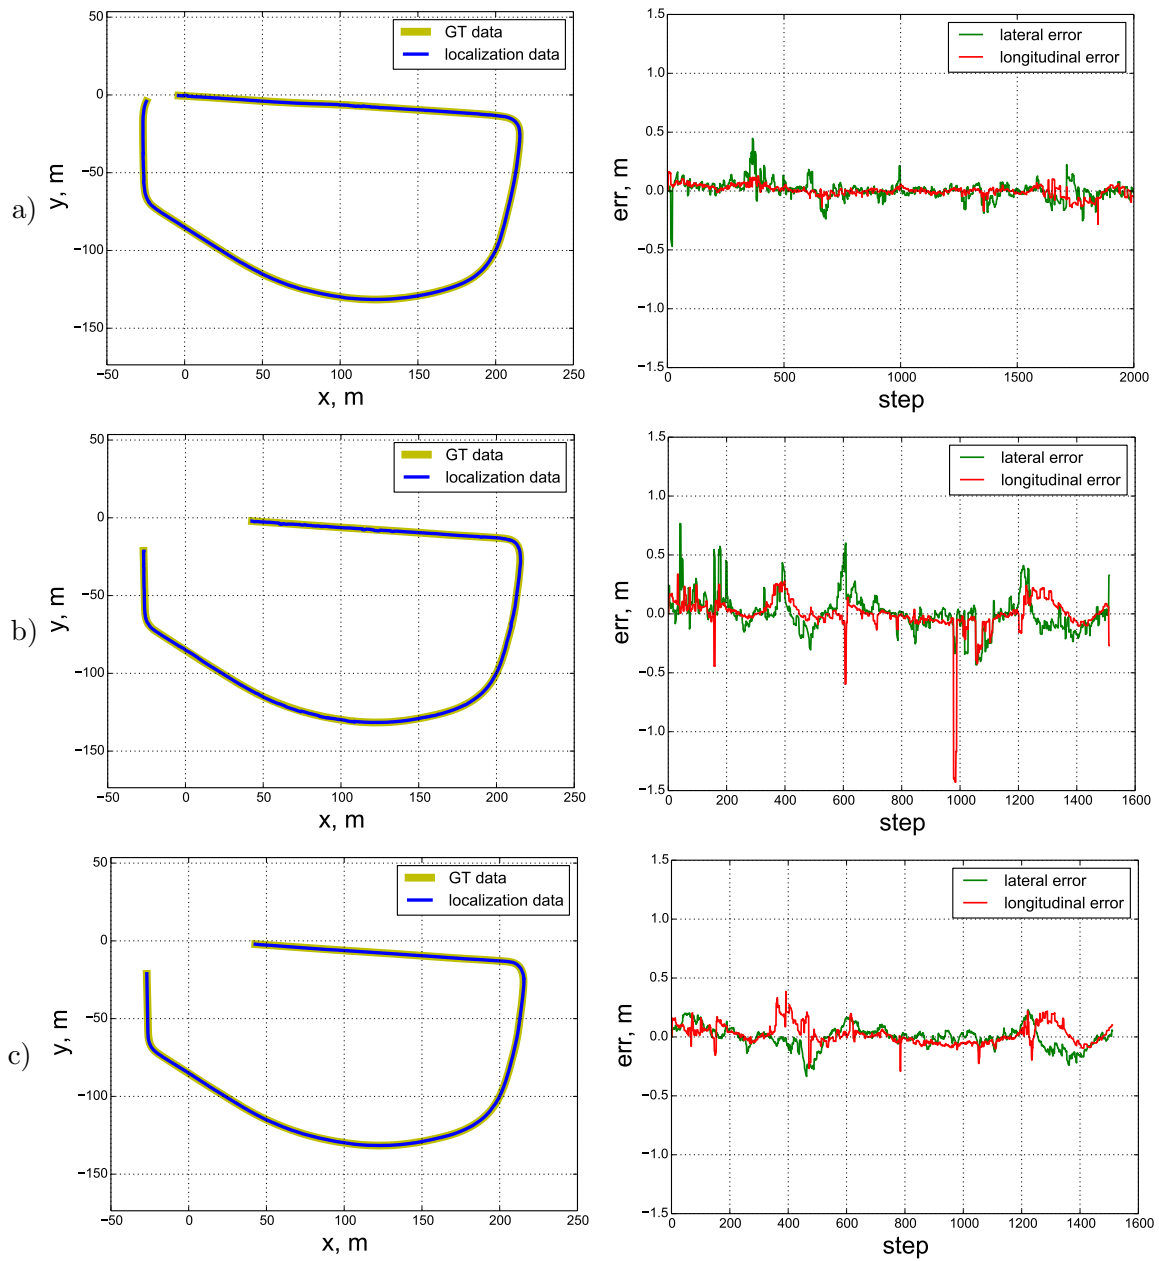 a)
50
0
−50
−100
−150
y, m
GT data
localization data
−50 0 50 100 150 200 250
x, m
1.5
1.0
0.5
0.0
−0.5
−1.0
−1.5
err, m
lateral error
longitudinal error
0 500 1000 1500 2000
step
b)
50
0
−50
−100
−150
y, m
GT data
localization data
−50 0 50 100 150 200 250
x, m
1.5
1.0
0.5
0.0
−0.5
−1.0
−1.5
err, m
lateral error
longitudinal error
0 200 400 600 800 1000 1200 1400 1600
step
c)
50
0
−50
−100
−150
y, m
GT data
localization data
−50 0 50 100 150 200 250
x, m
1.5
1.0
0.5
0.0
−0.5
−1.0
−1.5
err, m
lateral error
longitudinal error
0 200 400 600 800 1000 1200 1400 1600
step